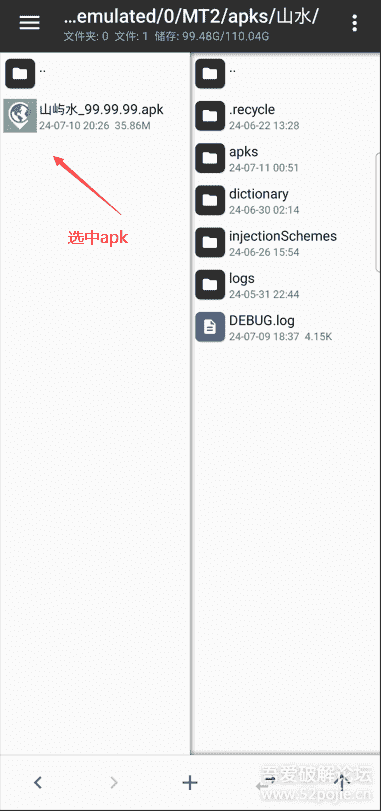 ...emulated/0/MT2/apks/山水/
文件夹: 0 文件: 1 储存: 99.48G/110.04G
..
山屿水_99.99.99.apk
24-07-10 20:26 35.86M
选中apk
..
.recycle
24-06-22 13:28
apks
24-07-11 00:51
dictionary
24-06-30 02:14
injectionSchemes
24-06-26 15:54
logs
24-05-31 22:44
DEBUG.log
24-07-09 18:37 4.15K
吾爱破解论坛
www.52pojie.cn